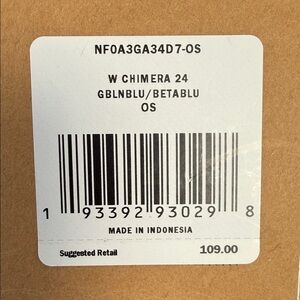 NF0A3GA34D7-OS
W CHIMERA 24
GBLNBLU/BETABLU
OS
1 93392 93029 8
MADE IN INDONESIA
Suggested Retail 109.00